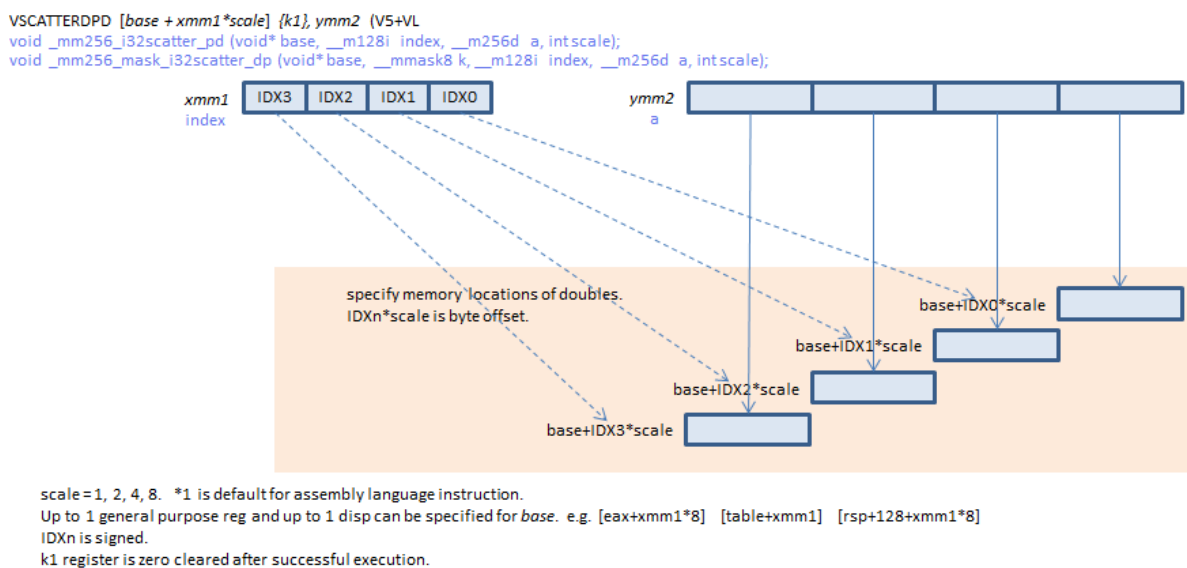 VSCATTERDPD [base + xmm1*scale] {k1}, ymm2 (V5+VL
void _mm256_i32scatter_pd (void* base, __m128i index, __m256d a, int scale);
void _mm256_mask_i32scatter_dp (void* base, __mmask8 k, __m128i index, __m256d a, int scale);
xmm1 IDX3 IDX2 IDX1 IDX0 ymm2
index a
specify memory locations of doubles.
IDXn*scale is byte offset.
base+IDX0*scale
base+IDX1*scale
base+IDX2*scale
base+IDX3*scale
scale = 1, 2, 4, 8. *1 is default for assembly language instruction.
Up to 1 general purpose reg and up to 1 disp can be specified for base. e.g. [eax+xmm1*8] [table+xmm1] [rsp+128+xmm1*8]
IDXn is signed.
k1 register is zero cleared after successful execution.